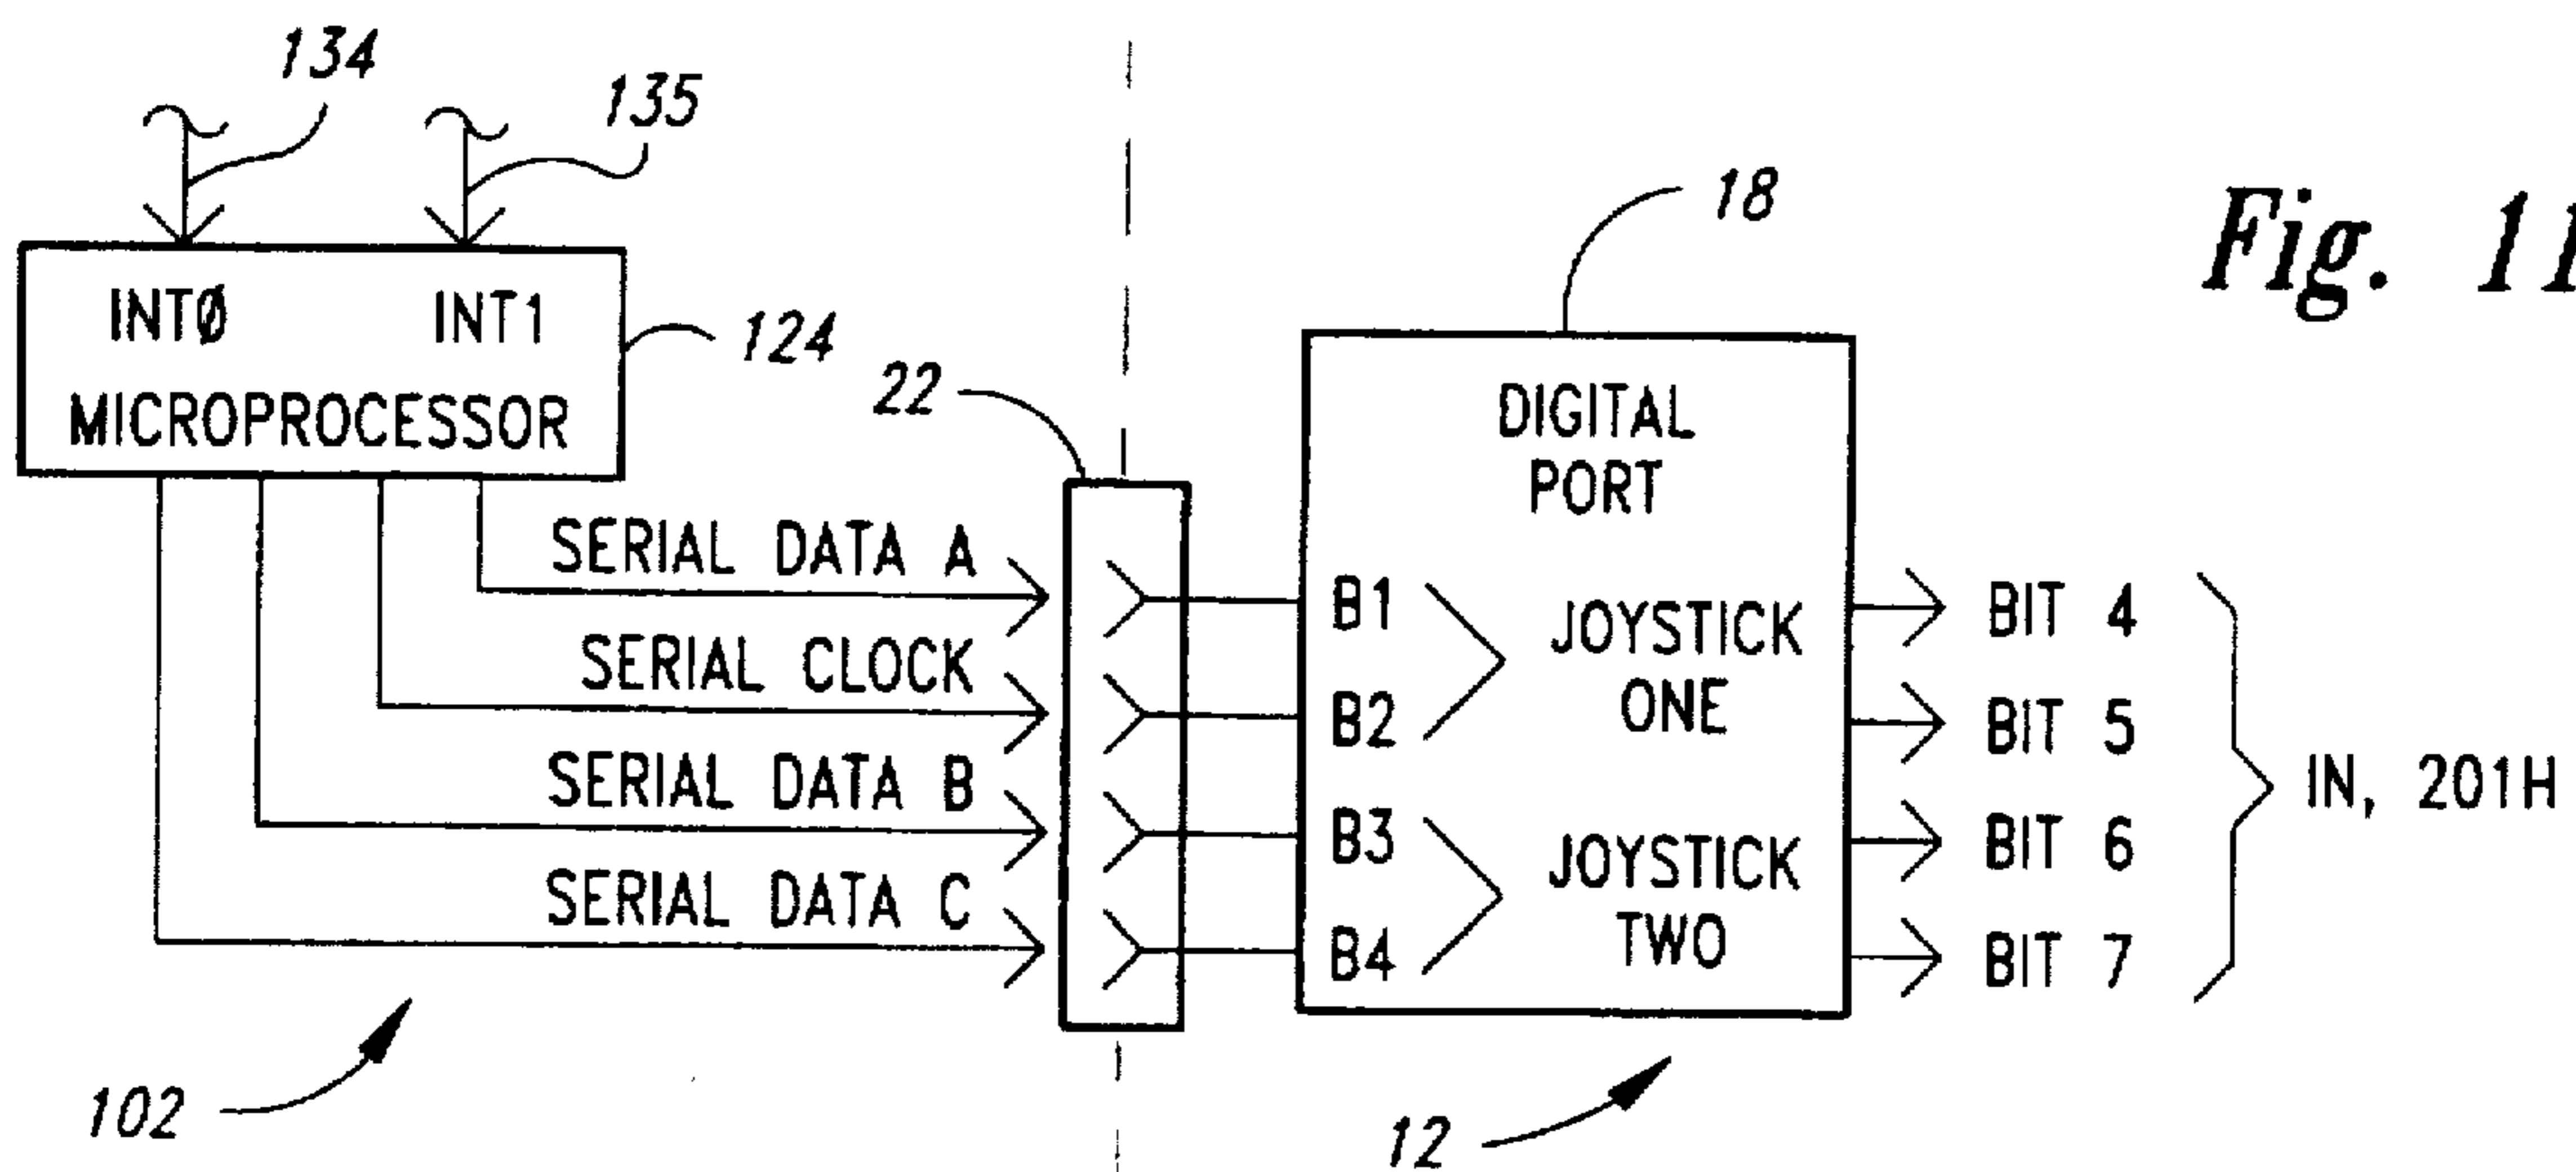 134
135
18
Fig. 11
INTØ INT1
124
MICROPROCESSOR
22
DIGITAL
PORT
SERIAL DATA A
B1
JOYSTICK
ONE
BIT 4
SERIAL CLOCK
B2
BIT 5
IN, 201H
SERIAL DATA B
B3
JOYSTICK
TWO
BIT 6
SERIAL DATA C
B4
BIT 7
102
12